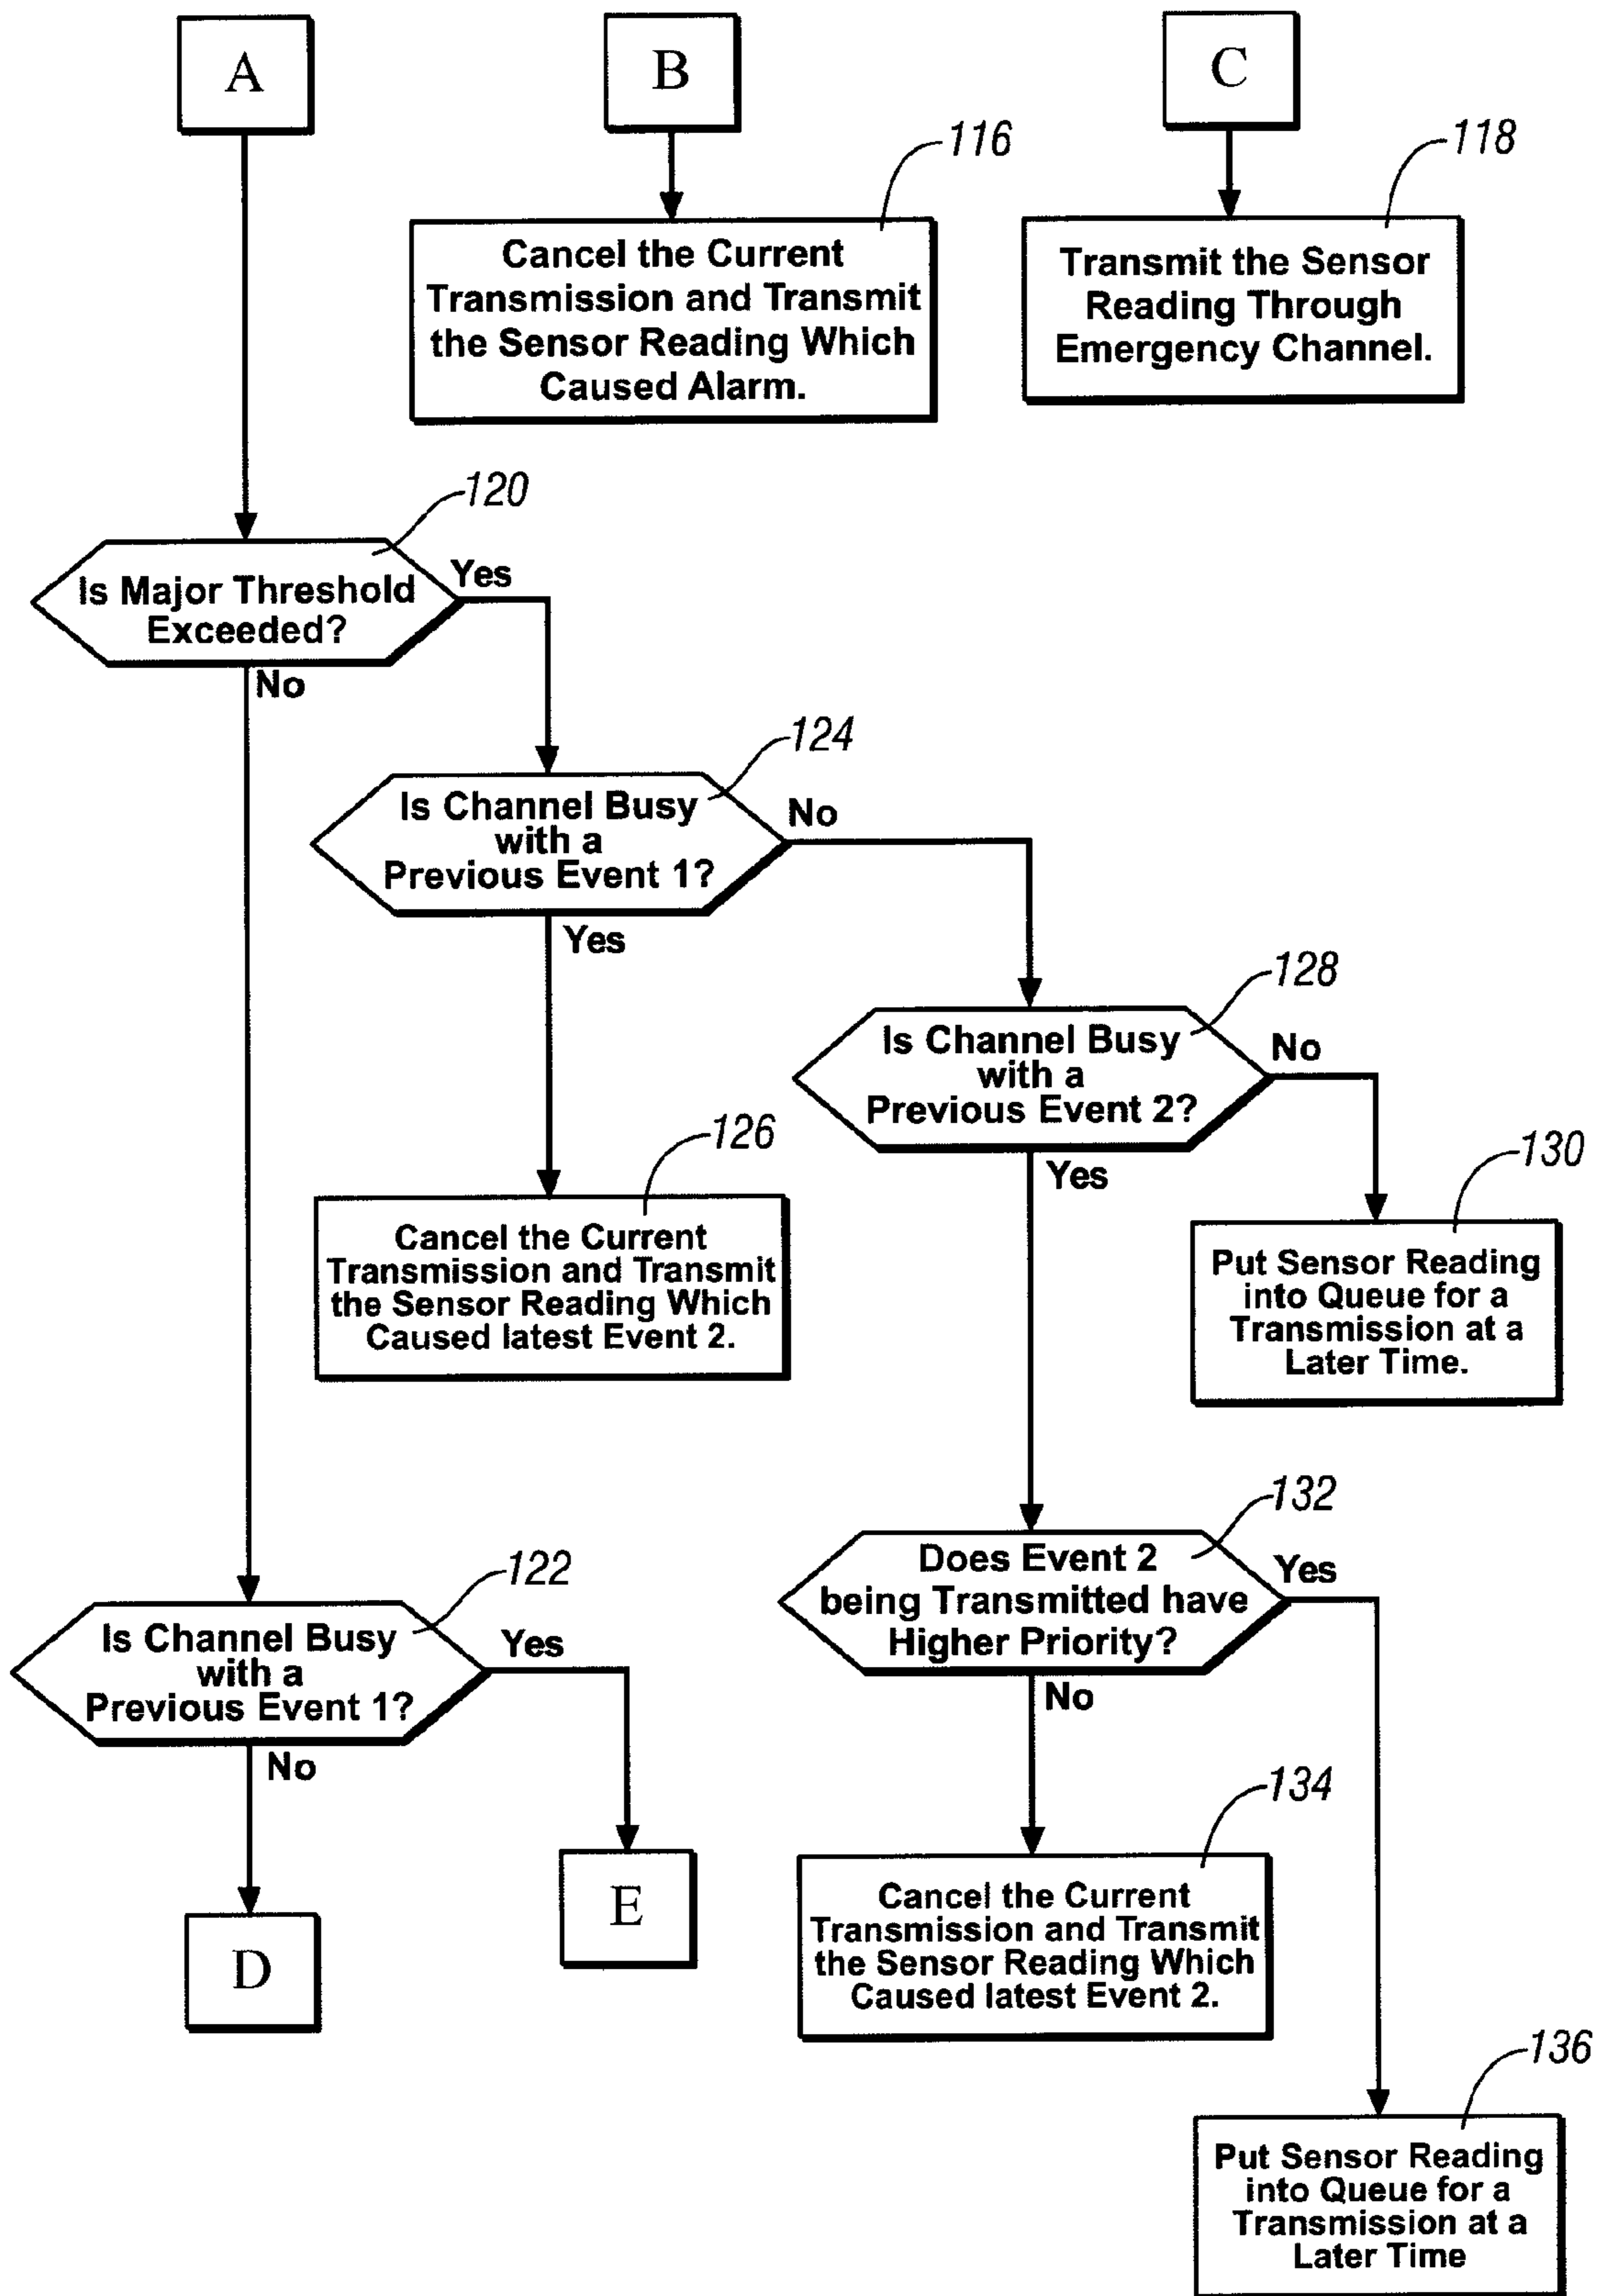 A
B
C
116
118
Cancel the Current
Transmission and Transmit
the Sensor Reading Which
Caused Alarm.
Transmit the Sensor
Reading Through
Emergency Channel.
120
Is Major Threshold
Exceeded?
Yes
No
124
Is Channel Busy
with a
Previous Event 1?
No
Yes
128
Is Channel Busy
with a
Previous Event 2?
No
Yes
126
Cancel the Current
Transmission and Transmit
the Sensor Reading Which
Caused latest Event 2.
130
Put Sensor Reading
into Queue for a
Transmission at a
Later Time.
132
Does Event 2
being Transmitted have
Higher Priority?
Yes
No
122
Is Channel Busy
with a
Previous Event 1?
Yes
No
134
Cancel the Current
Transmission and Transmit
the Sensor Reading Which
Caused latest Event 2.
E
D
136
Put Sensor Reading
into Queue for a
Transmission at a
Later Time